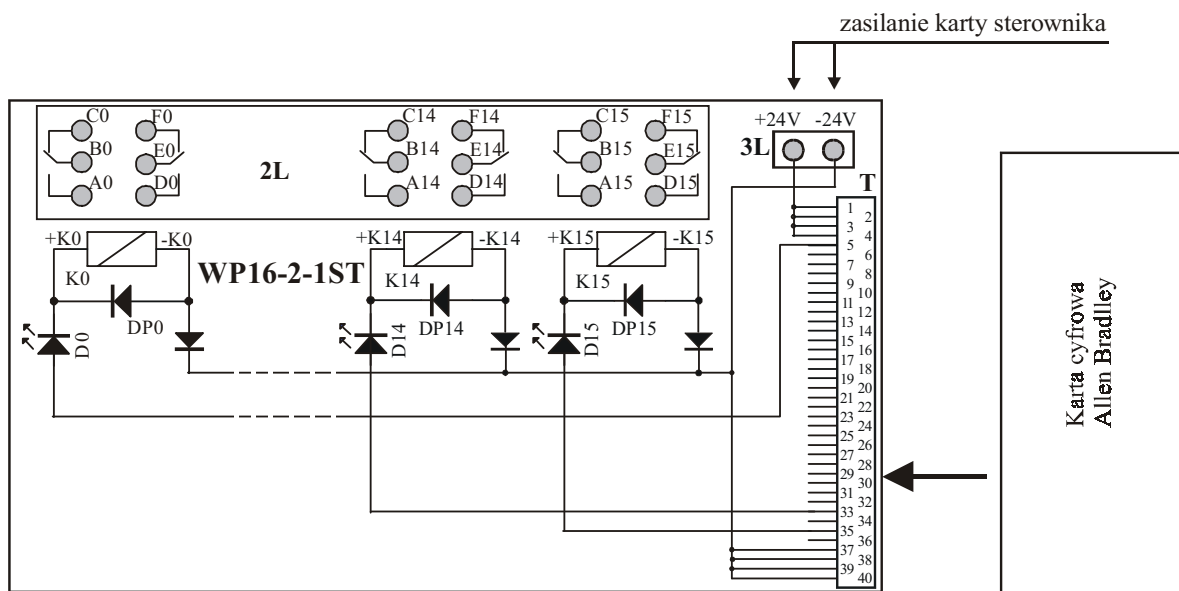 zasilanie karty sterownika
+24V -24V
3L
T
C0 F0 C14 F14 C15 F15
B0 E0 B14 E14 B15 E15
2L
A0 D0 A14 D14 A15 D15
+K0 -K0 +K14 -K14 +K15 -K15
K0 K14 K15
WP16-2-1ST
DP0 DP14 DP15
D0 D14 D15
1
2
3
4
5
6
7
8
9
10
11
12
13
14
15
16
17
18
19
20
21
22
23
24
25
26
27
28
29
30
31
32
33
34
35
36
37
38
39
40
Karta cyfrowa
Allen Bradlley